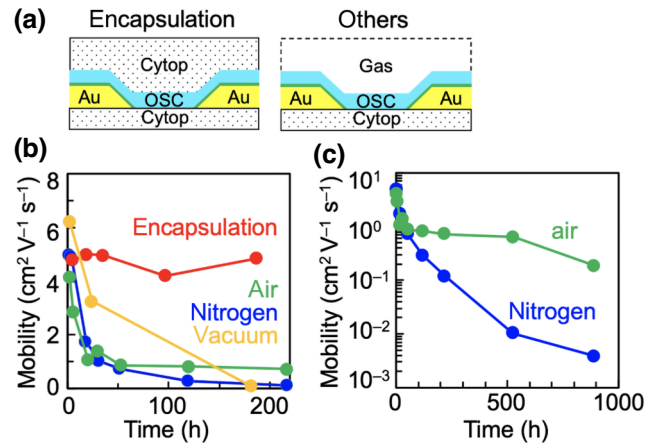 (a)
Encapsulation
Others
Cytop
Au
OSC
Au
Cytop
Gas
Au
OSC
Au
Cytop
(b)
Mobility (cm² V⁻¹ s⁻¹)
8
6
4
2
0
Encapsulation
Air
Nitrogen
Vacuum
0
100
200
Time (h)
(c)
Mobility (cm² V⁻¹ s⁻¹)
10¹
10⁰
10⁻¹
10⁻²
10⁻³
air
Nitrogen
0
500
1000
Time (h)